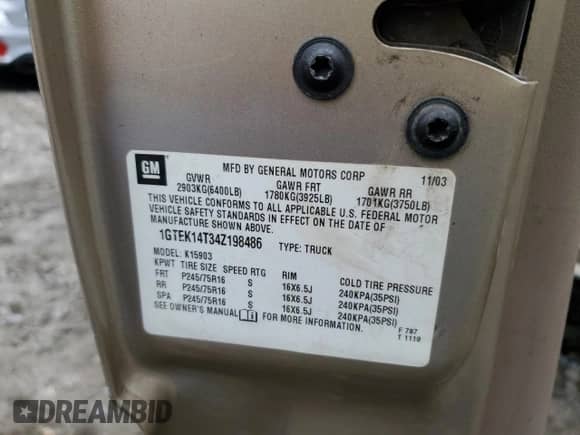 GM
MFD BY GENERAL MOTORS CORP 11/03
GVWR GAWR FRT GAWR RR
2903KG(6400LB) 1780KG(3925LB) 1701KG(3750LB)
THIS VEHICLE CONFORMS TO ALL APPLICABLE U.S. FEDERAL MOTOR
VEHICLE SAFETY STANDARDS IN EFFECT ON THE DATE OF
MANUFACTURE SHOWN ABOVE.
1GTEK14T34Z198486 TYPE: TRUCK
MODEL: K15903
KPWT TIRE SIZE SPEED RTG RIM COLD TIRE PRESSURE
FRT P245/75R16 S 16X6.5J 240KPA(35PSI)
RR P245/75R16 S 16X6.5J 240KPA(35PSI)
SPA P245/75R16 S 16X6.5J 240KPA(35PSI)
SEE OWNER'S MANUAL FOR MORE INFORMATION.
F 787
T 1119
DREAMBID